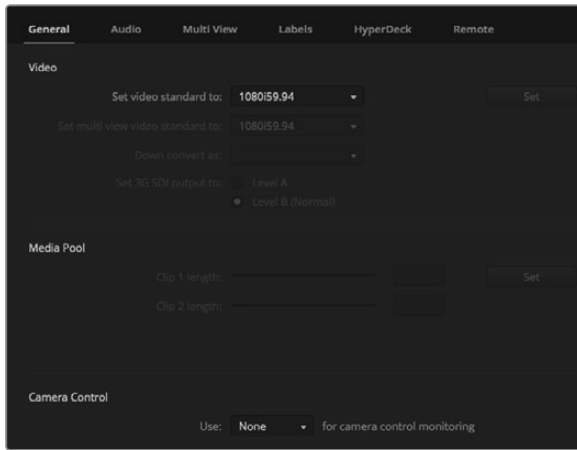 General Audio Multi View Labels HyperDeck Remote
Video
Set video standard to: 1080i59.94 Set
Set multi view video standard to: 1080i59.94
Down convert as:
Set 3G SDI output to: Level A
Level B (Normal)
Media Pool
Clip 1 length: Set
Clip 2 length:
Camera Control
Use: None for camera control monitoring